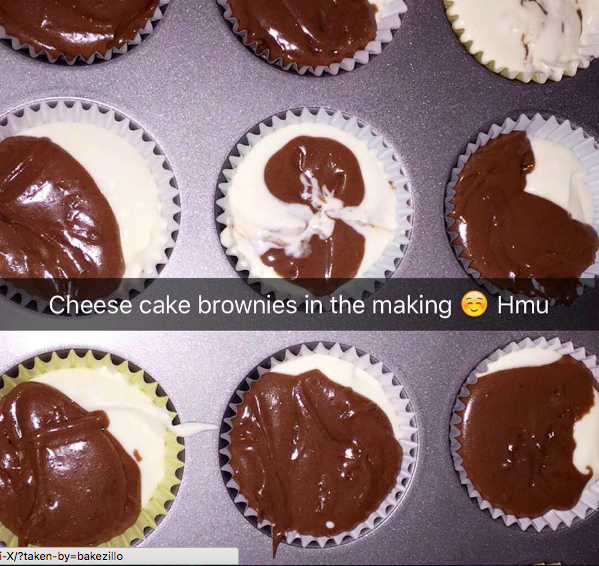 Cheese cake brownies in the making ☺️ Hmu
i-X/?taken-by=bakezillo